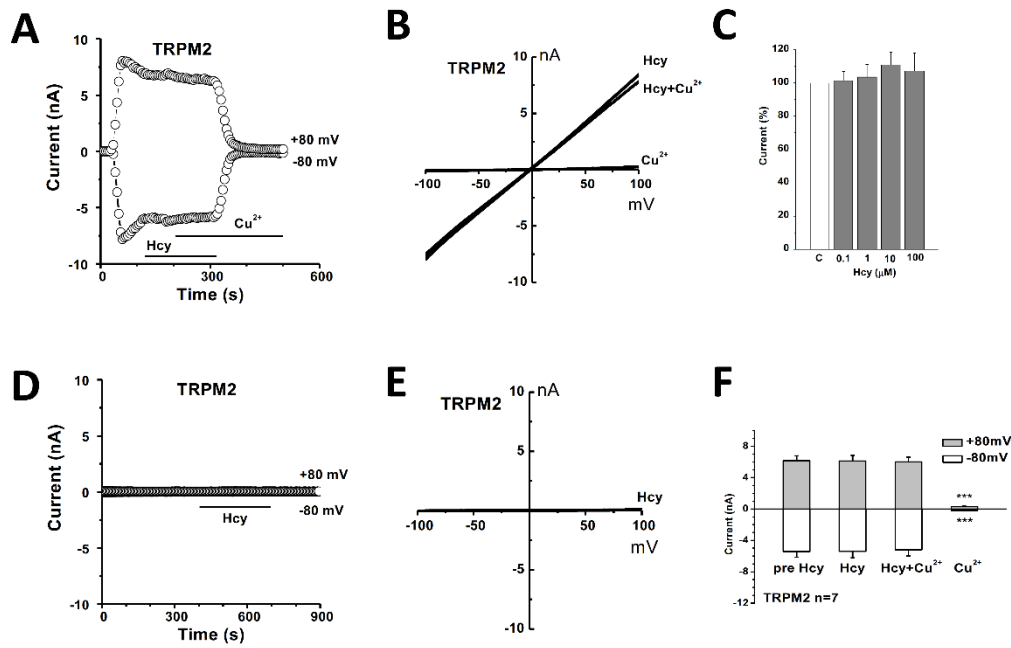 A
TRPM2
10
5
0
-5
-10
Current (nA)
+80 mV
-80 mV
Cu²⁺
Hcy
0 300 600
Time (s)
B
TRPM2
nA
10
5
-5
-10
Hcy
Hcy+Cu²⁺
Cu²⁺
-100 -50 0 50 100
mV
C
120
100
80
60
40
20
0
Current (%)
C 0.1 1 10 100
Hcy (μM)
D
TRPM2
10
5
0
-5
-10
Current (nA)
+80 mV
-80 mV
Hcy
0 300 600 900
Time (s)
E
TRPM2
nA
10
5
-5
-10
Hcy
-100 -50 0 50 100
mV
F
+80mV
-80mV
8
4
0
-4
-8
-12
Current (nA)
***
***
pre Hcy Hcy Hcy+Cu²⁺ Cu²⁺
TRPM2 n=7